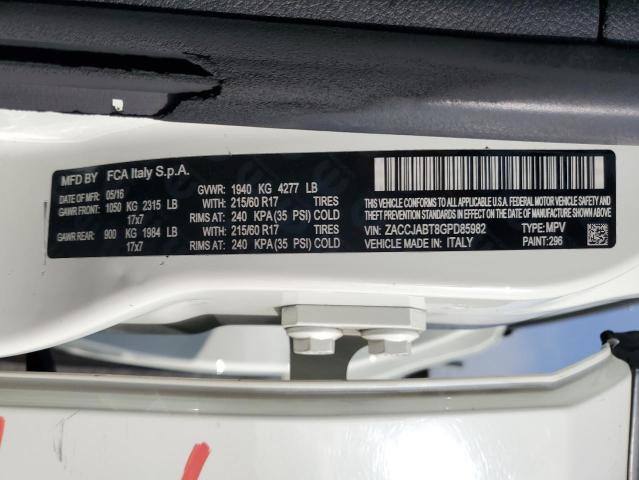 MFD BY FCA Italy S.p.A.
DATE OF MFR: 05/16 GVWR: 1940 KG 4277 LB
GAWR FRONT: 1050 KG 2315 LB WITH: 215/60 R17 TIRES
17x7 RIMS AT: 240 KPA(35 PSI) COLD
GAWR REAR: 900 KG 1984 LB WITH: 215/60 R17 TIRES
17x7 RIMS AT: 240 KPA(35 PSI) COLD
THIS VEHICLE CONFORMS TO ALL APPLICABLE U.S.A. FEDERAL MOTOR VEHICLE
SAFETY, BUMPER, AND THEFT PREVENTION STANDARDS IN EFFECT ON THE DATE OF MANUFACTURE SHOWN ABOVE.
VIN: ZACCJABT8GPD85982 TYPE: MPV
VEHICLE MADE IN: ITALY PAINT: 296